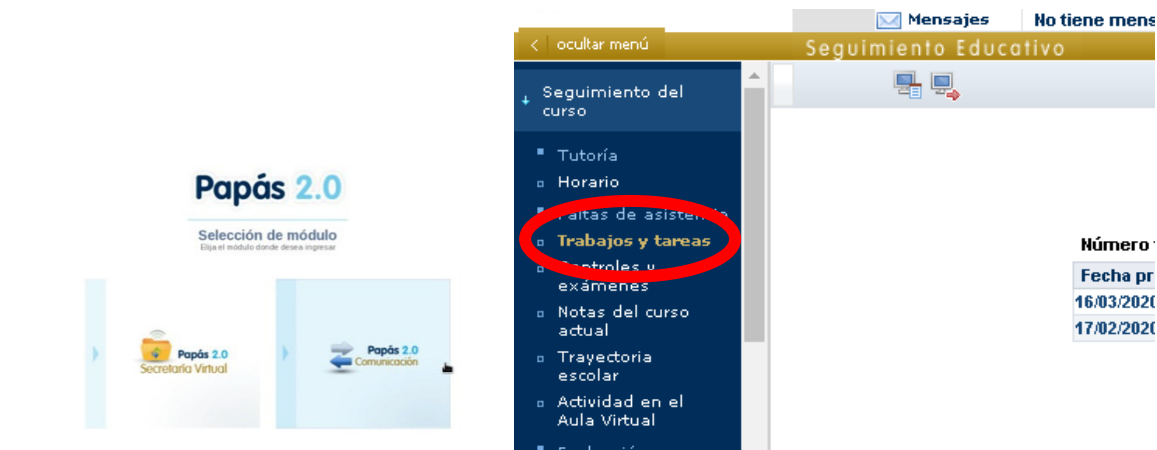 Papás 2.0
Selección de módulo
Elija el módulo donde desea ingresar
Papás 2.0
Secretaría Virtual
Papás 2.0
Comunicación
Mensajes
No tiene mens
< ocultar menú
Seguimiento Educativo
Seguimiento del
curso
Tutoría
Horario
Faltas de asistencia
Trabajos y tareas
Controles y
exámenes
Notas del curso
actual
Trayectoria
escolar
Actividad en el
Aula Virtual
Número
Fecha pr
16/03/2020
17/02/2020